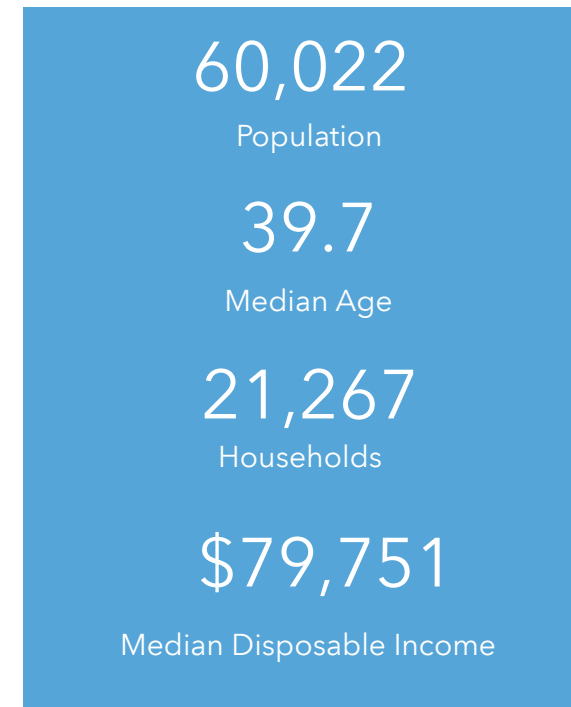 60,022
Population
39.7
Median Age
21,267
Households
$79,751
Median Disposable Income